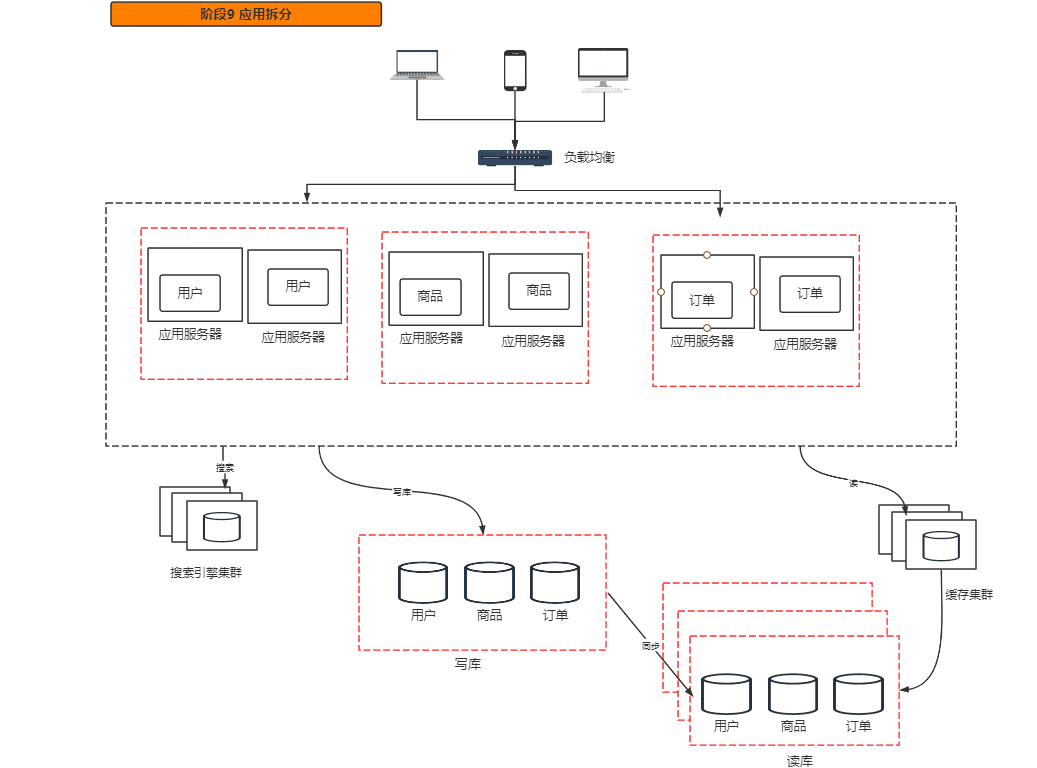 阶段9 应用拆分
负载均衡
用户
用户
商品
商品
订单
订单
应用服务器
应用服务器
应用服务器
应用服务器
应用服务器
应用服务器
搜索
写库
读
搜索引擎集群
缓存集群
用户
商品
订单
写库
同步
用户
商品
订单
读库